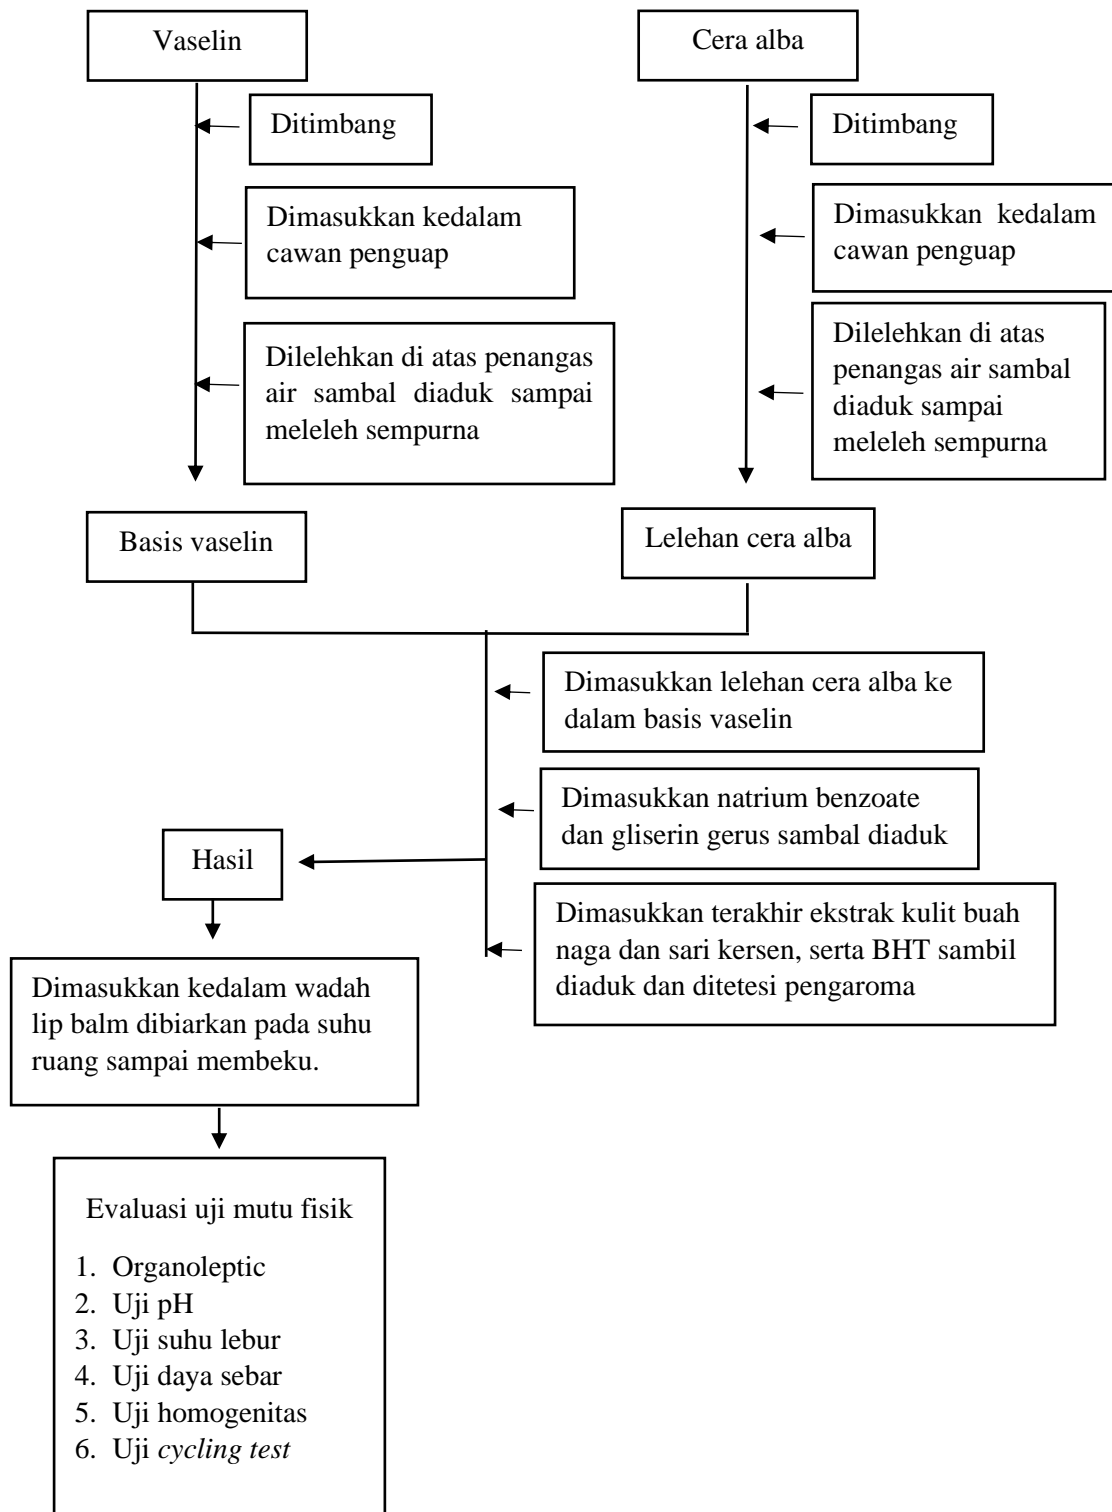 Vaselin
Cera alba
Ditimbang
Ditimbang
Dimasukkan kedalam
cawan penguap
Dimasukkan kedalam
cawan penguap
Dilelehkan di atas penangas
air sambal diaduk sampai
meleleh sempurna
Dilelehkan di atas
penangas air sambal
diaduk sampai
meleleh sempurna
Basis vaselin
Lelehan cera alba
Dimasukkan lelehan cera alba ke
dalam basis vaselin
Dimasukkan natrium benzoate
dan gliserin gerus sambal diaduk
Hasil
Dimasukkan terakhir ekstrak kulit buah
naga dan sari kersen, serta BHT sambil
diaduk dan ditetesi pengaroma
Dimasukkan kedalam wadah
lip balm dibiarkan pada suhu
ruang sampai membeku.
Evaluasi uji mutu fisik
1. Organoleptic
2. Uji pH
3. Uji suhu lebur
4. Uji daya sebar
5. Uji homogenitas
6. Uji cycling test